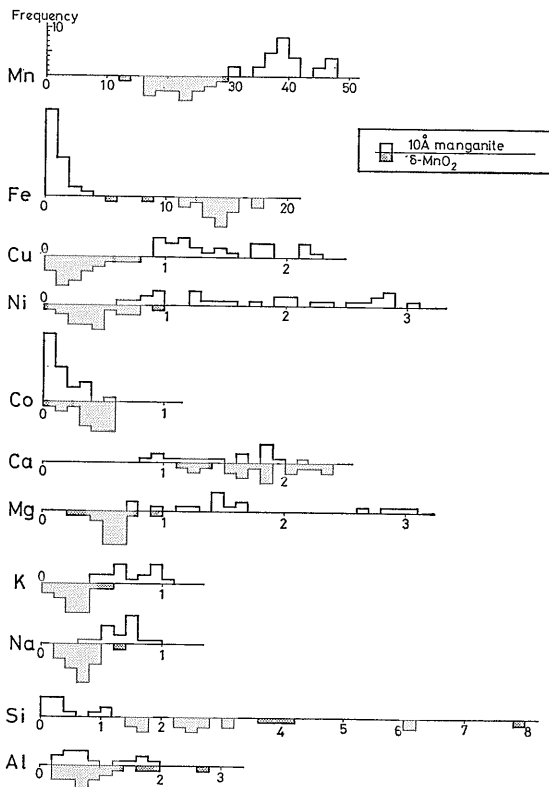 Frequency
10
Mn
0 10 20 30 40 50
10Å manganite
δ-MnO₂
Fe
0 10 20
Cu
0 1 2
Ni
0 1 2 3
Co
0 1
Ca
0 1 2
Mg
0 1 2 3
K
0 1
Na
0 1
Si
0 1 2 3 4 5 6 7 8
Al
0 1 2 3